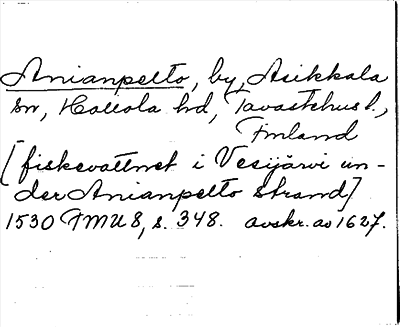 Anianpelto, by, Asikkala
sn, Hollola hd, Tavastehus l.,
Finland
[fiskevattnet i Vesijärvi un-
der Anianpelto strand]
1530 FMU 8, s. 348. avskr. av 1627.